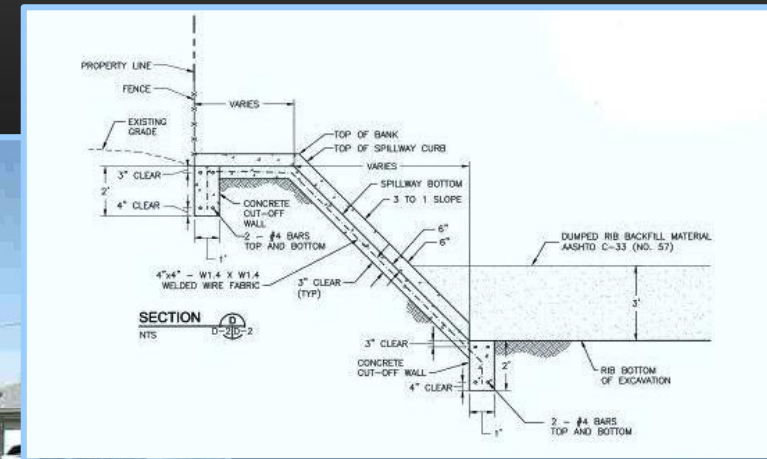 PROPERTY LINE
FENCE
VARIES
EXISTING
GRADE
TOP OF BANK
TOP OF SPILLWAY CURB
VARIES
3" CLEAR
2'
SPILLWAY BOTTOM
3 TO 1 SLOPE
4" CLEAR
CONCRETE
CUT-OFF
WALL
2 - #4 BARS
TOP AND BOTTOM
6"
6"
DUMPED RIB BACKFILL MATERIAL
AASHTO C-33 (NO. 57)
1'
4"x4" - W1.4 X W1.4
WELDED WIRE FABRIC
3" CLEAR
(TYP)
3'
SECTION D
NTS D-2 D-2
3" CLEAR
CONCRETE
CUT-OFF WALL
2'
4" CLEAR
RIB BOTTOM
OF EXCAVATION
2 - #4 BARS
TOP AND BOTTOM
1'